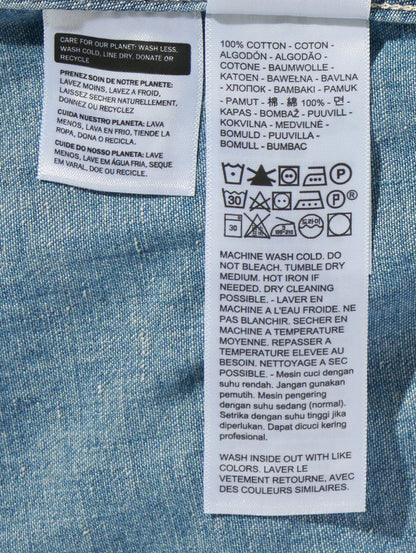 CARE FOR OUR PLANET: WASH LESS,
WASH COLD, LINE DRY, DONATE OR
RECYCLE
PRENEZ SOIN DE NOTRE PLANETE:
LAVEZ MOINS, LAVEZ A FROID,
LAISSEZ SECHER NATURELLEMENT,
DONNEZ OU RECYCLEZ
CUIDA NUESTRO PLANETA: LAVA
MENOS, LAVA EN FRIO, TIENDE LA
ROPA, DONA O RECICLA.
CUIDE DO NOSSO PLANETA: LAVE
MENOS, LAVE EM ÁGUA FRIA, SEQUE
EM VARAL, DOE OU RECICLE.
100% COTTON - COTON -
ALGODÓN - ALGODÃO -
COTONE - BAUMWOLLE -
KATOEN - BAWEŁNA - BAVLNA
- ХЛОПОК - BAMBAKI - PAMUK
- PAMUT - 棉 - 綿 100% - 면 -
KAPAS - BOMBAŽ - PUUVILL -
KOKVILNA - MEDVILNĖ -
BOMULD - PUUVILLA -
BOMULL - BUMBAC
P
30
P
30
3
180-210
드라이
MACHINE WASH COLD. DO
NOT BLEACH. TUMBLE DRY
MEDIUM. HOT IRON IF
NEEDED. DRY CLEANING
POSSIBLE. - LAVER EN
MACHINE A L'EAU FROIDE. NE
PAS BLANCHIR. SECHER EN
MACHINE A TEMPERATURE
MOYENNE. REPASSER A
TEMPERATURE ELEVEE AU
BESOIN. NETTOYAGE A SEC
POSSIBLE. - Mesin cuci dengan
suhu rendah. Jangan gunakan
pemutih. Mesin pengering
dengan suhu sedang (normal).
Setrika dengan suhu tinggi jika
diperlukan. Dapat dicuci kering
profesional.
WASH INSIDE OUT WITH LIKE
COLORS. LAVER LE
VETEMENT RETOURNE, AVEC
DES COULEURS SIMILAIRES.